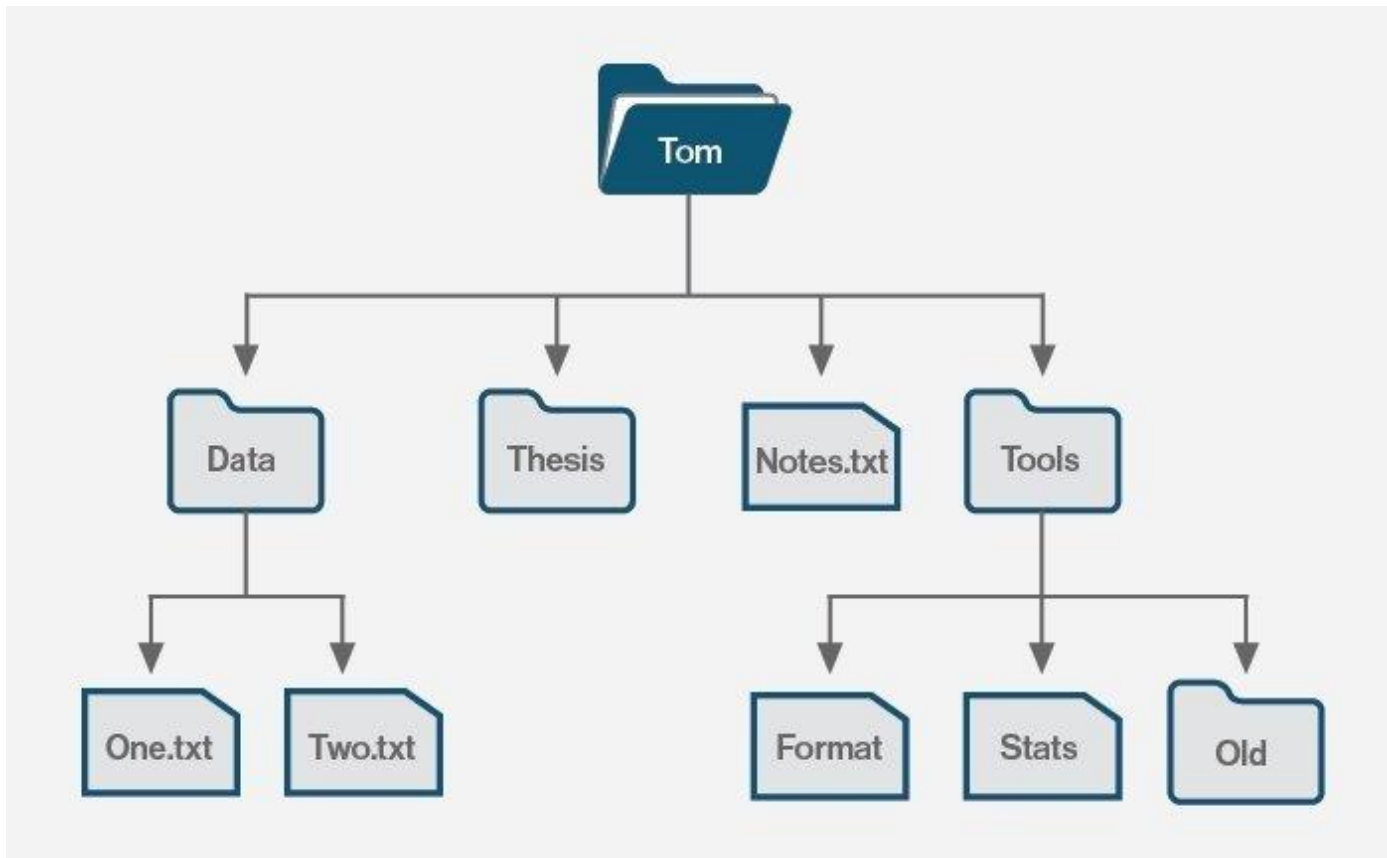 Tom
Data
Thesis
Notes.txt
Tools
One.txt
Two.txt
Format
Stats
Old